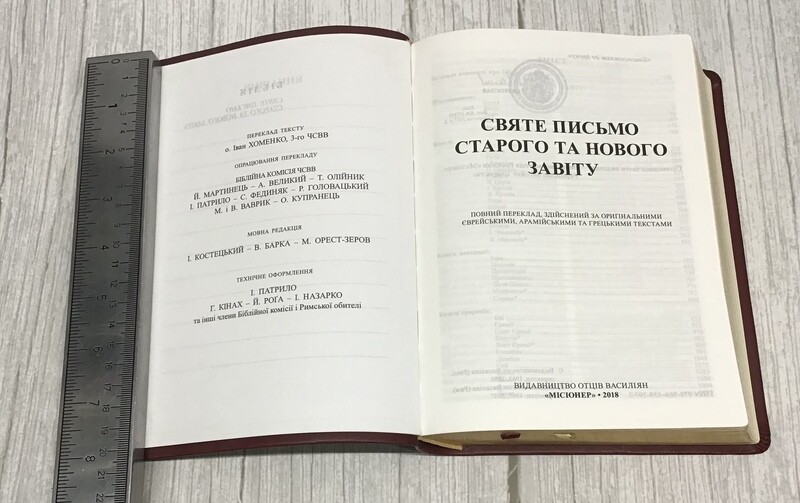 ПЕРЕКЛАД ТЕКСТУ
о. Іван ХОМЕНКО, 3-го ЧСВВ
ОПРАЦЮВАННЯ ПЕРЕКЛАДУ
БІБЛІЙНА КОМІСІЯ ЧСВВ
Й. МАРТИНЕЦЬ – А. ВЕЛИКИЙ – Т. ОЛІЙНИК
І. ПАТРИЛО – С. ФЕДИНЯК – Р. ГОЛОВАЦЬКИЙ
М. і В. ВАВРИК – О. КУПРАНЕЦЬ
МОВНА РЕДАКЦІЯ
І. КОСТЕЦЬКИЙ – В. БАРКА – М. ОРЕСТ-ЗЕРОВ
ТЕХНІЧНЕ ОФОРМЛЕННЯ
І. ПАТРИЛО
Г. КІНАХ – Й. РОҐА – І. НАЗАРКО
та інші члени Біблійної комісії і Римської обителі
СВЯТЕ ПИСЬМО
СТАРОГО ТА НОВОГО
ЗАВІТУ
ПОВНИЙ ПЕРЕКЛАД, ЗДІЙСНЕНИЙ ЗА ОРИГІНАЛЬНИМИ
ЄВРЕЙСЬКИМИ, АРАМІЙСЬКИМИ ТА ГРЕЦЬКИМИ ТЕКСТАМИ
ВИДАВНИЦТВО ОТЦІВ ВАСИЛІЯН
«МІСІОНЕР» • 2018